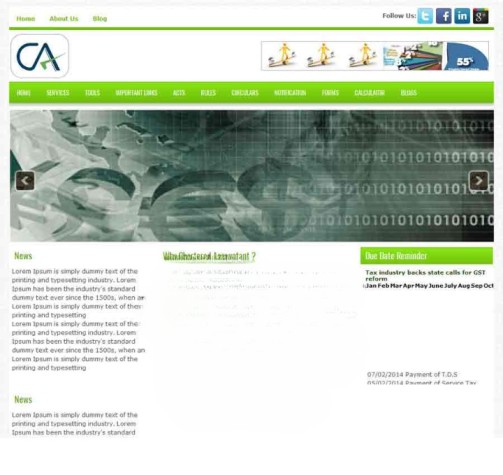 Home About Us Blog
Follow Us:
CA
55%
HOME SERVICES TOOLS IMPORTANT LINKS ACTS RULES CIRCULARS NOTIFICATION FORMS CALCULATOR BLOGS
10101010101010
News
Lorem Ipsum is simply dummy text of the
printing and typesetting industry. Lorem
Ipsum has been the industry's standard
dummy text ever since the 1500s, when an
Lorem Ipsum is simply dummy text of the
printing and typesetting
Lorem Ipsum is simply dummy text of the
printing and typesetting industry. Lorem
Ipsum has been the industry's standard
dummy text ever since the 1500s, when an
Lorem Ipsum is simply dummy text of the
printing and typesetting
News
Lorem Ipsum is simply dummy text of the
printing and typesetting industry. Lorem
Ipsum has been the industry's standard
Why Chartered Accountant ?
Due Date Reminder
Tax industry backs state calls for GST
reform
Jan Feb Mar Apr May June July Aug Sep Oct
07/02/2014 Payment of T.D.S
05/02/2014 Payment of Service Tax